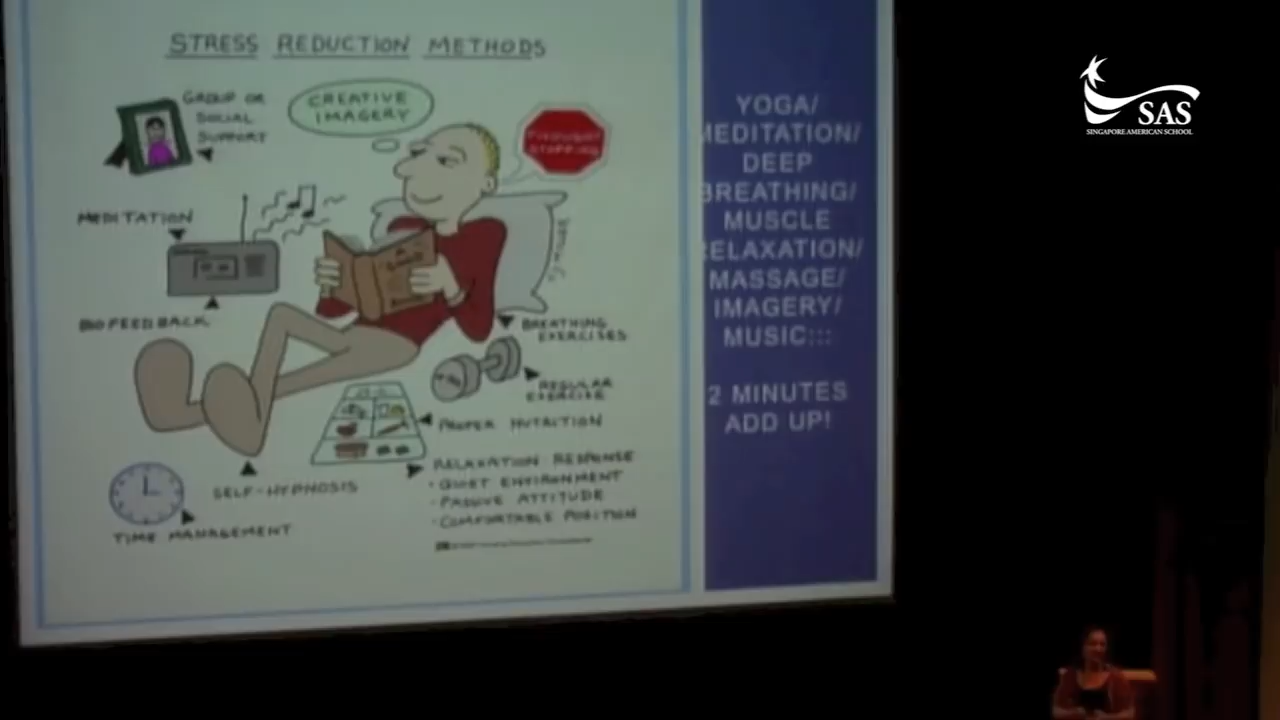 STRESS REDUCTION METHODS
GROUP OR
SOCIAL
SUPPORT
CREATIVE
IMAGERY
THOUGHT
STOPPING
MEDITATION
BIOFEEDBACK
BREATHING
EXERCISES
REGULAR
EXERCISE
PROPER NUTRITION
RELAXATION RESPONSE
• QUIET ENVIRONMENT
• PASSIVE ATTITUDE
• COMFORTABLE POSITION
SELF-HYPNOSIS
TIME MANAGEMENT
YOGA/
MEDITATION/
DEEP
BREATHING/
MUSCLE
RELAXATION/
MASSAGE/
IMAGERY/
MUSIC:::
2 MINUTES
ADD UP!
SAS
SINGAPORE AMERICAN SCHOOL